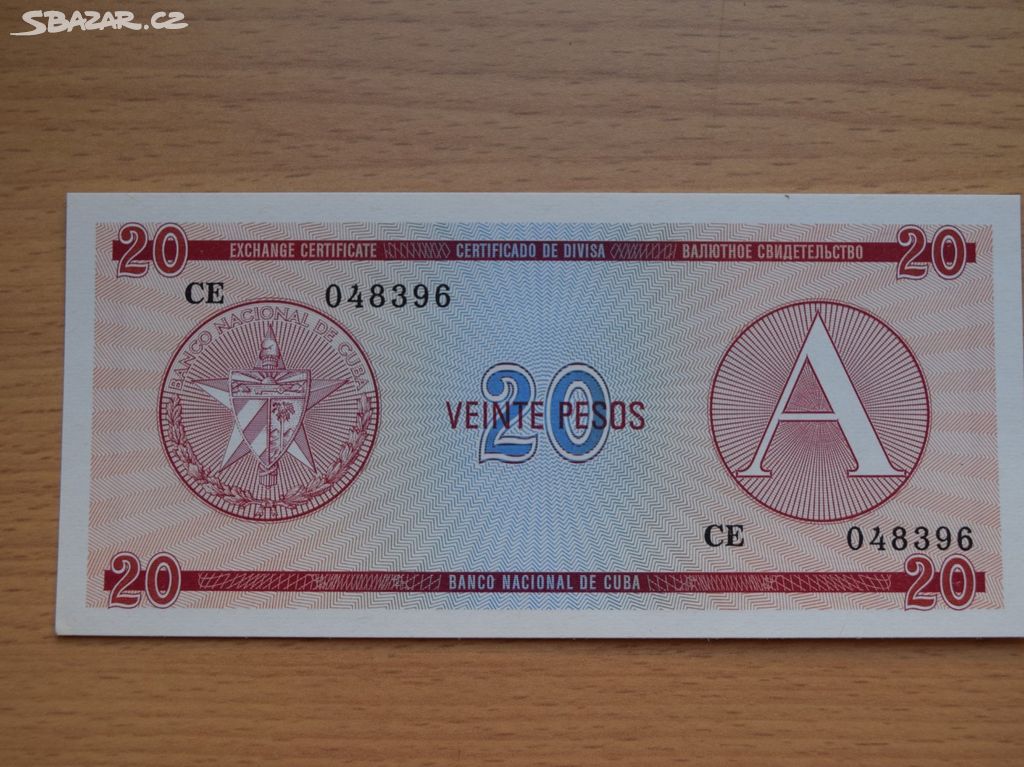 SBAZAR.CZ
20 EXCHANGE CERTIFICATE CERTIFICADO DE DIVISA ВАЛЮТНОЕ СВИДЕТЕЛЬСТВО 20
CE 048396
BANCO NACIONAL DE CUBA
20
VEINTE PESOS
A
CE 048396
20 BANCO NACIONAL DE CUBA 20